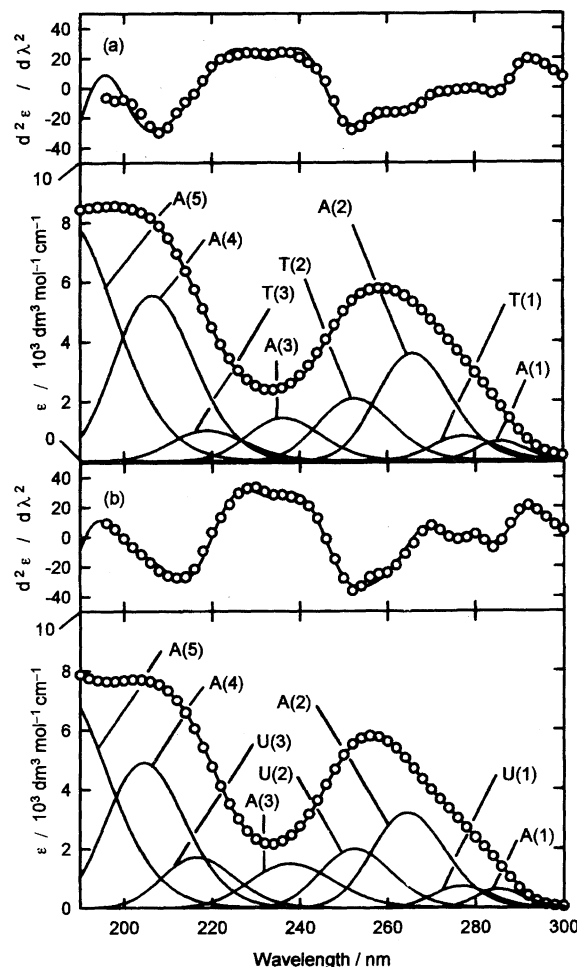 (a)
40
20
0
-20
-40
d² ε / d λ²
10
8
6
4
2
0
ε / 10³ dm³ mol⁻¹ cm⁻¹
A(5)
A(4)
T(3)
A(3)
T(2)
A(2)
T(1)
A(1)
(b)
40
20
0
-20
-40
d² ε / d λ²
10
8
6
4
2
0
ε / 10³ dm³ mol⁻¹ cm⁻¹
A(5)
A(4)
U(3)
A(3)
U(2)
A(2)
U(1)
A(1)
200 220 240 260 280 300
Wavelength / nm